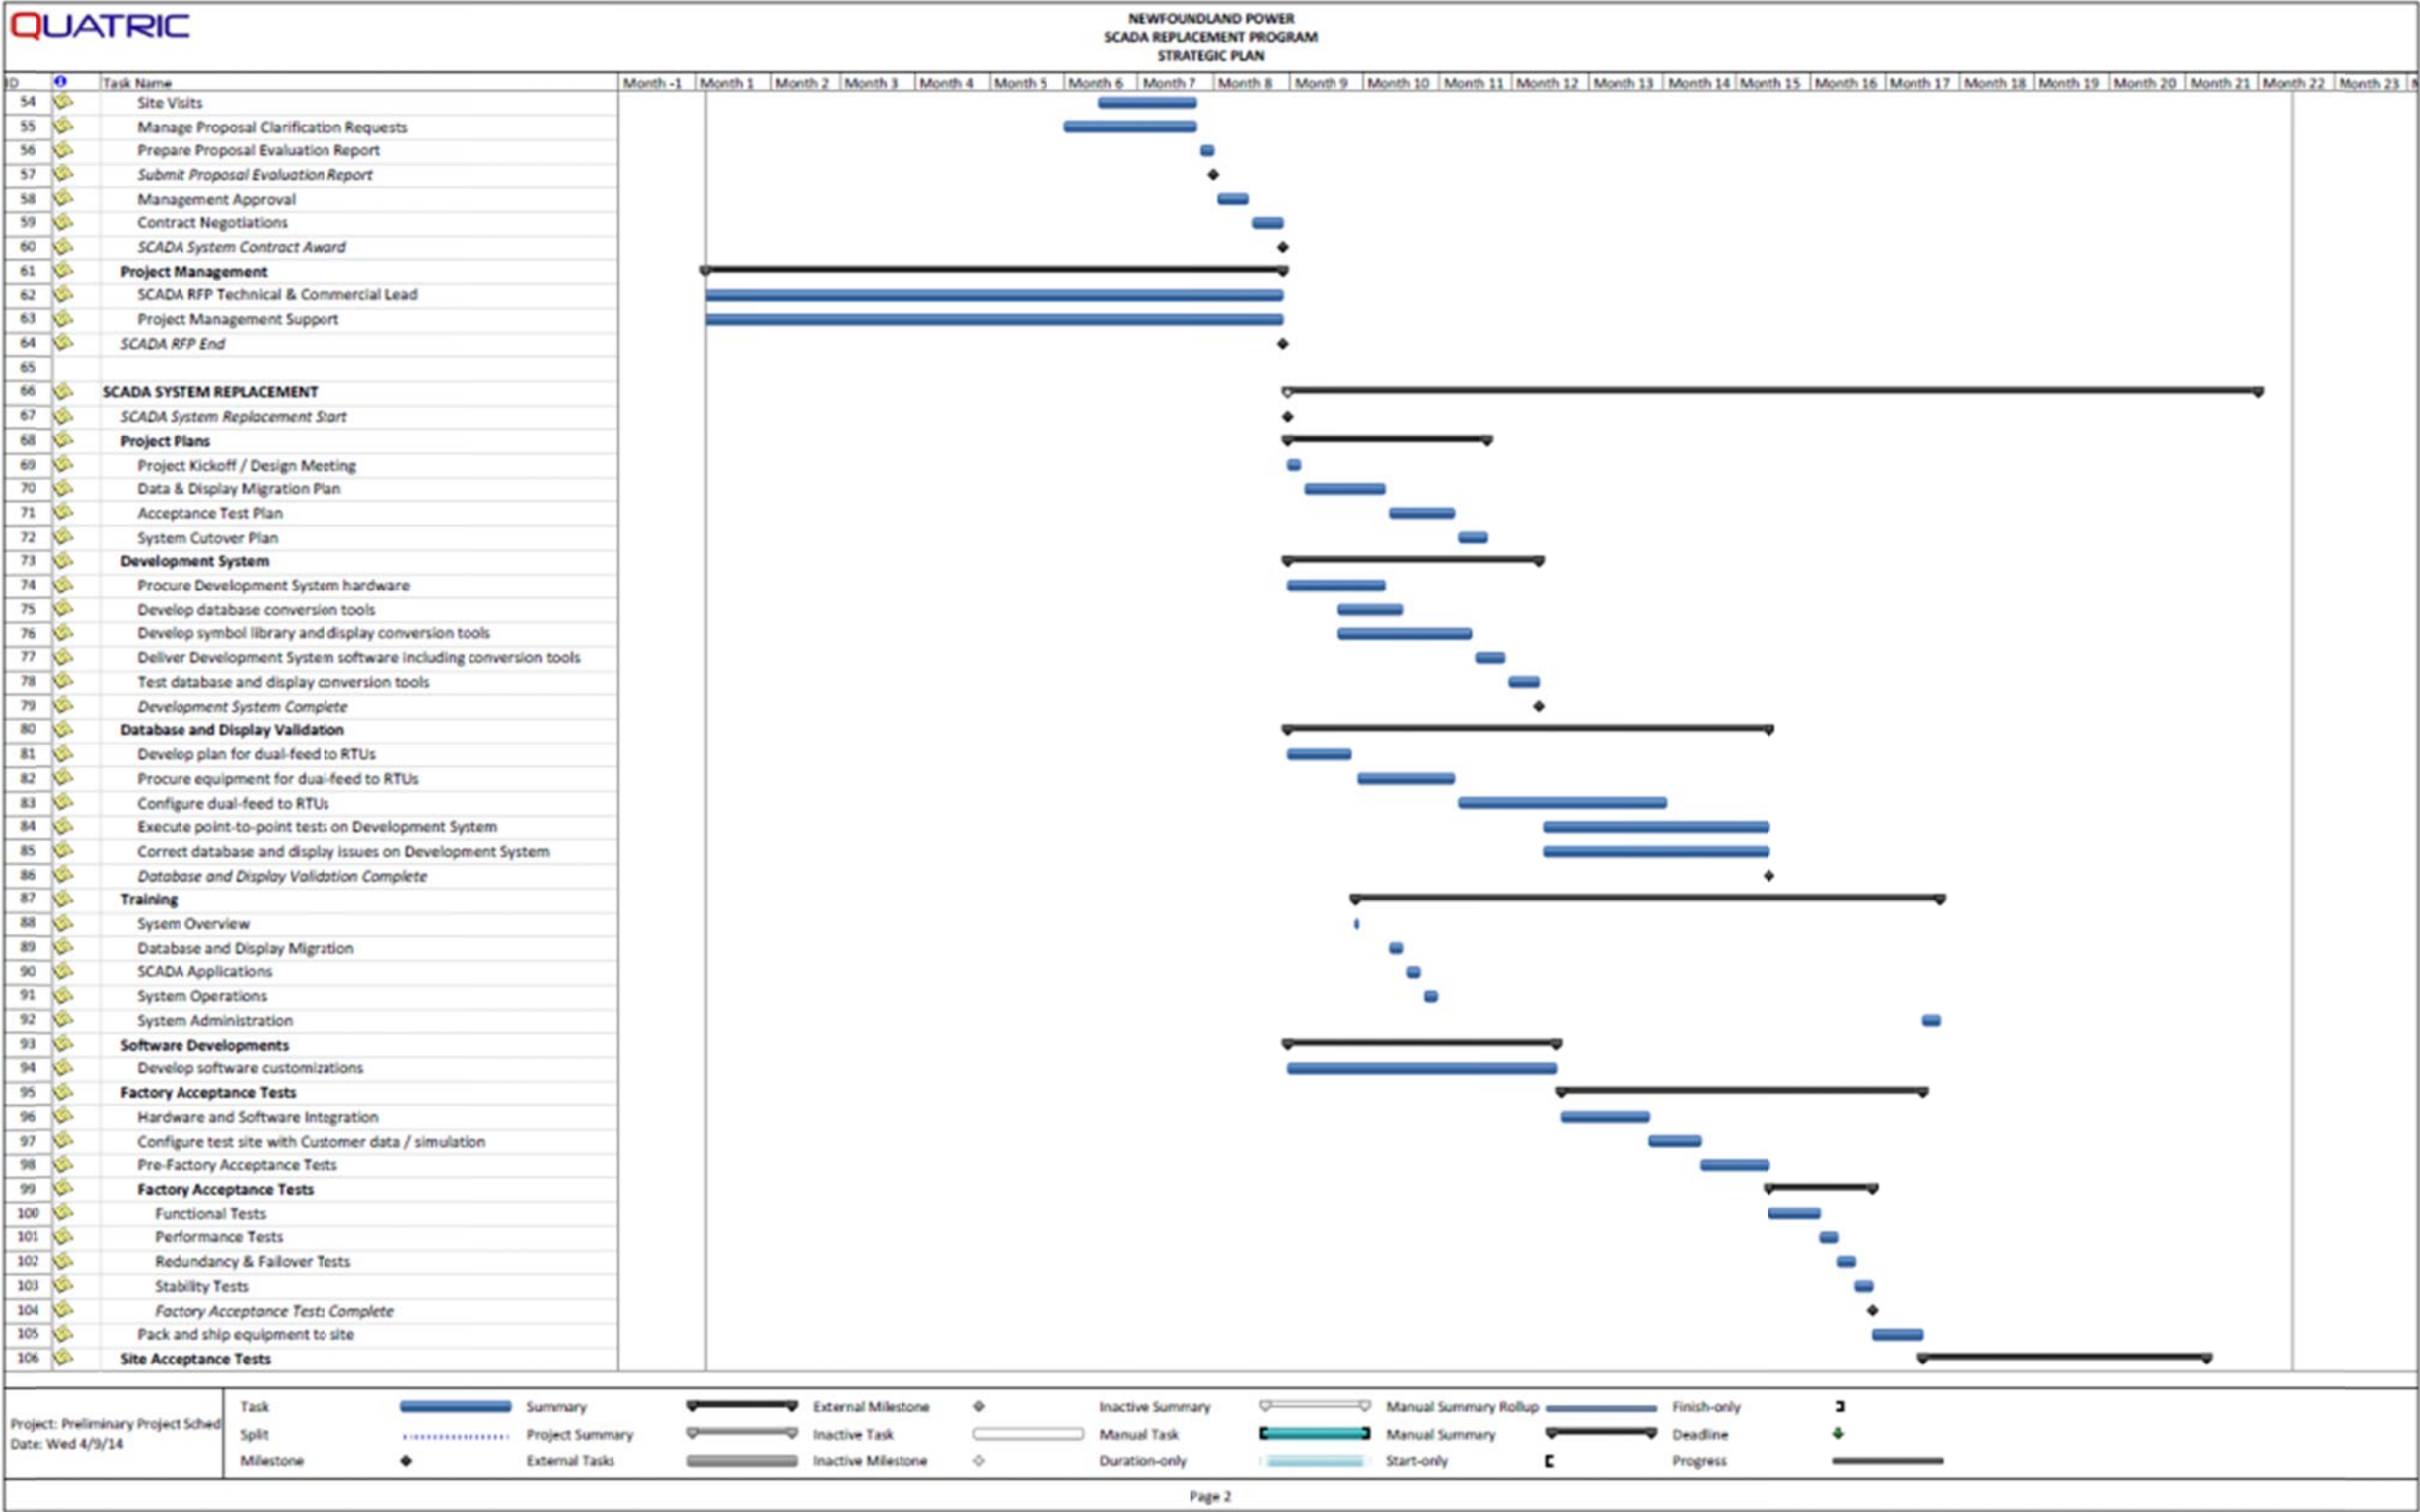 QUATRIC
NEWFOUNDLAND POWER
SCADA REPLACEMENT PROGRAM
STRATEGIC PLAN
ID Task Name Month -1 Month 1 Month 2 Month 3 Month 4 Month 5 Month 6 Month 7 Month 8 Month 9 Month 10 Month 11 Month 12 Month 13 Month 14 Month 15 Month 16 Month 17 Month 18 Month 19 Month 20 Month 21 Month 22 Month 23
54 Site Visits
55 Manage Proposal Clarification Requests
56 Prepare Proposal Evaluation Report
57 Submit Proposal Evaluation Report
58 Management Approval
59 Contract Negotiations
60 SCADA System Contract Award
61 Project Management
62 SCADA RFP Technical & Commercial Lead
63 Project Management Support
64 SCADA RFP End
65
66 SCADA SYSTEM REPLACEMENT
67 SCADA System Replacement Start
68 Project Plans
69 Project Kickoff / Design Meeting
70 Data & Display Migration Plan
71 Acceptance Test Plan
72 System Cutover Plan
73 Development System
74 Procure Development System hardware
75 Develop database conversion tools
76 Develop symbol library and display conversion tools
77 Deliver Development System software including conversion tools
78 Test database and display conversion tools
79 Development System Complete
80 Database and Display Validation
81 Develop plan for dual-feed to RTUs
82 Procure equipment for dual-feed to RTUs
83 Configure dual-feed to RTUs
84 Execute point-to-point tests on Development System
85 Correct database and display issues on Development System
86 Database and Display Validation Complete
87 Training
88 Sysem Overview
89 Database and Display Migration
90 SCADA Applications
91 System Operations
92 System Administration
93 Software Developments
94 Develop software customizations
95 Factory Acceptance Tests
96 Hardware and Software Integration
97 Configure test site with Customer data / simulation
98 Pre-Factory Acceptance Tests
99 Factory Acceptance Tests
100 Functional Tests
101 Performance Tests
102 Redundancy & Failover Tests
103 Stability Tests
104 Factory Acceptance Tests Complete
105 Pack and ship equipment to site
106 Site Acceptance Tests
Project: Preliminary Project Sched
Date: Wed 4/9/14
Task Summary External Milestone Inactive Summary Manual Summary Rollup Finish-only
Split Project Summary Inactive Task Manual Task Manual Summary Deadline
Milestone External Tasks Inactive Milestone Duration-only Start-only Progress
Page 2